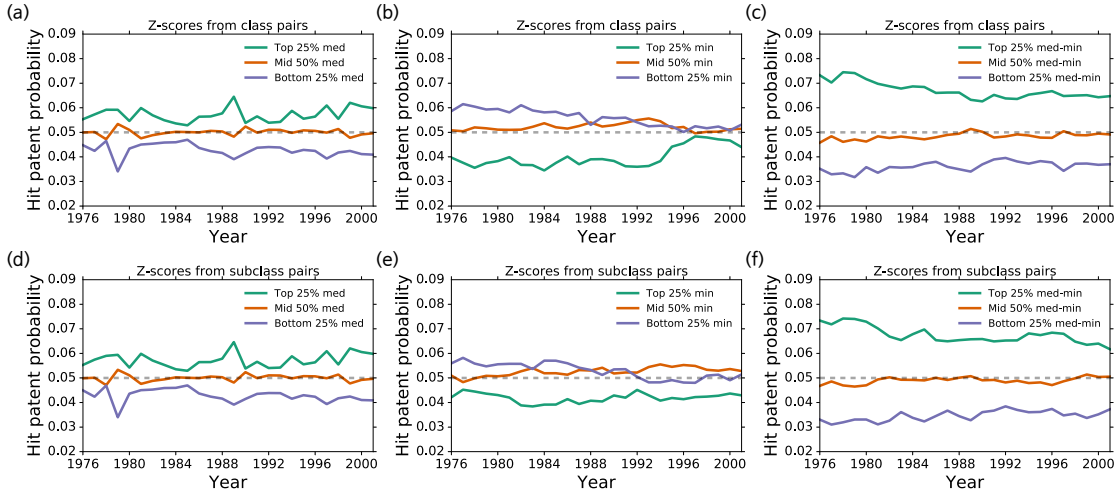 (a)
Z-scores from class pairs
Hit patent probability
0.09
0.08
0.07
0.06
0.05
0.04
0.03
0.02
Top 25% med
Mid 50% med
Bottom 25% med
1976 1980 1984 1988 1992 1996 2000
Year
(b)
Z-scores from class pairs
Hit patent probability
0.09
0.08
0.07
0.06
0.05
0.04
0.03
0.02
Top 25% min
Mid 50% min
Bottom 25% min
1976 1980 1984 1988 1992 1996 2000
Year
(c)
Z-scores from class pairs
Hit patent probability
0.09
0.08
0.07
0.06
0.05
0.04
0.03
0.02
Top 25% med-min
Mid 50% med-min
Bottom 25% med-min
1976 1980 1984 1988 1992 1996 2000
Year
(d)
Z-scores from subclass pairs
Hit patent probability
0.09
0.08
0.07
0.06
0.05
0.04
0.03
0.02
Top 25% med
Mid 50% med
Bottom 25% med
1976 1980 1984 1988 1992 1996 2000
Year
(e)
Z-scores from subclass pairs
Hit patent probability
0.09
0.08
0.07
0.06
0.05
0.04
0.03
0.02
Top 25% min
Mid 50% min
Bottom 25% min
1976 1980 1984 1988 1992 1996 2000
Year
(f)
Z-scores from subclass pairs
Hit patent probability
0.09
0.08
0.07
0.06
0.05
0.04
0.03
0.02
Top 25% med-min
Mid 50% med-min
Bottom 25% med-min
1976 1980 1984 1988 1992 1996 2000
Year